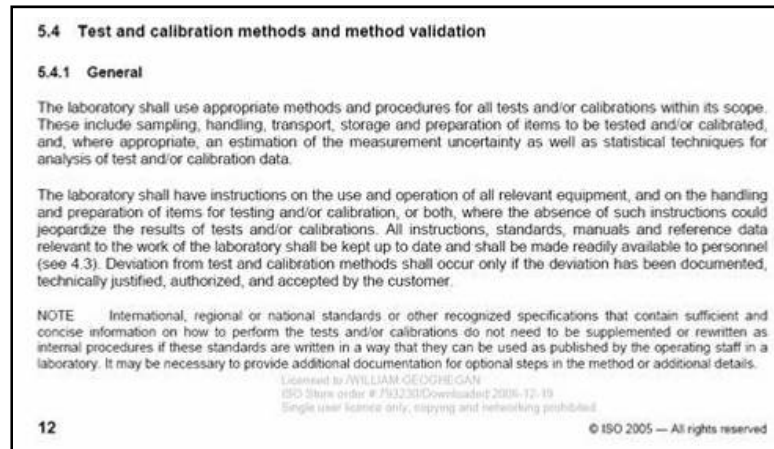 5.4 Test and calibration methods and method validation
5.4.1 General
The laboratory shall use appropriate methods and procedures for all tests and/or calibrations within its scope.
These include sampling, handling, transport, storage and preparation of items to be tested and/or calibrated,
and, where appropriate, an estimation of the measurement uncertainty as well as statistical techniques for
analysis of test and/or calibration data.
The laboratory shall have instructions on the use and operation of all relevant equipment, and on the handling
and preparation of items for testing and/or calibration, or both, where the absence of such instructions could
jeopardize the results of tests and/or calibrations. All instructions, standards, manuals and reference data
relevant to the work of the laboratory shall be kept up to date and shall be made readily available to personnel
(see 4.3). Deviation from test and calibration methods shall occur only if the deviation has been documented,
technically justified, authorized, and accepted by the customer.
NOTE International, regional or national standards or other recognized specifications that contain sufficient and
concise information on how to perform the tests and/or calibrations do not need to be supplemented or rewritten as
internal procedures if these standards are written in a way that they can be used as published by the operating staff in a
laboratory. It may be necessary to provide additional documentation for optional steps in the method or additional details.
Licensed to /WILLIAM GEOGHEGAN
ISO Store order #:793230/Downloaded:2006-12-19
Single user licence only, copying and networking prohibited
12 © ISO 2005 — All rights reserved